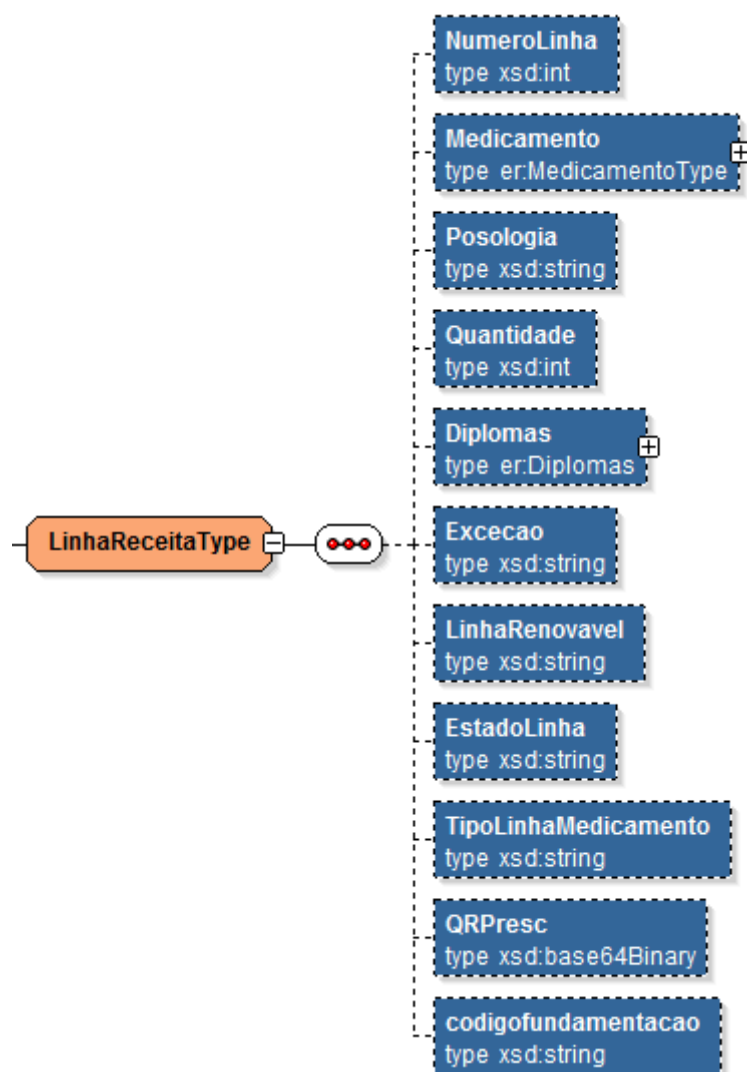 NumeroLinha
type xsd:int
Medicamento
type er:MedicamentoType
Posologia
type xsd:string
Quantidade
type xsd:int
Diplomas
type er:Diplomas
LinhaReceitaType
Excecao
type xsd:string
LinhaRenovavel
type xsd:string
EstadoLinha
type xsd:string
TipoLinhaMedicamento
type xsd:string
QRPresc
type xsd:base64Binary
codigofundamentacao
type xsd:string